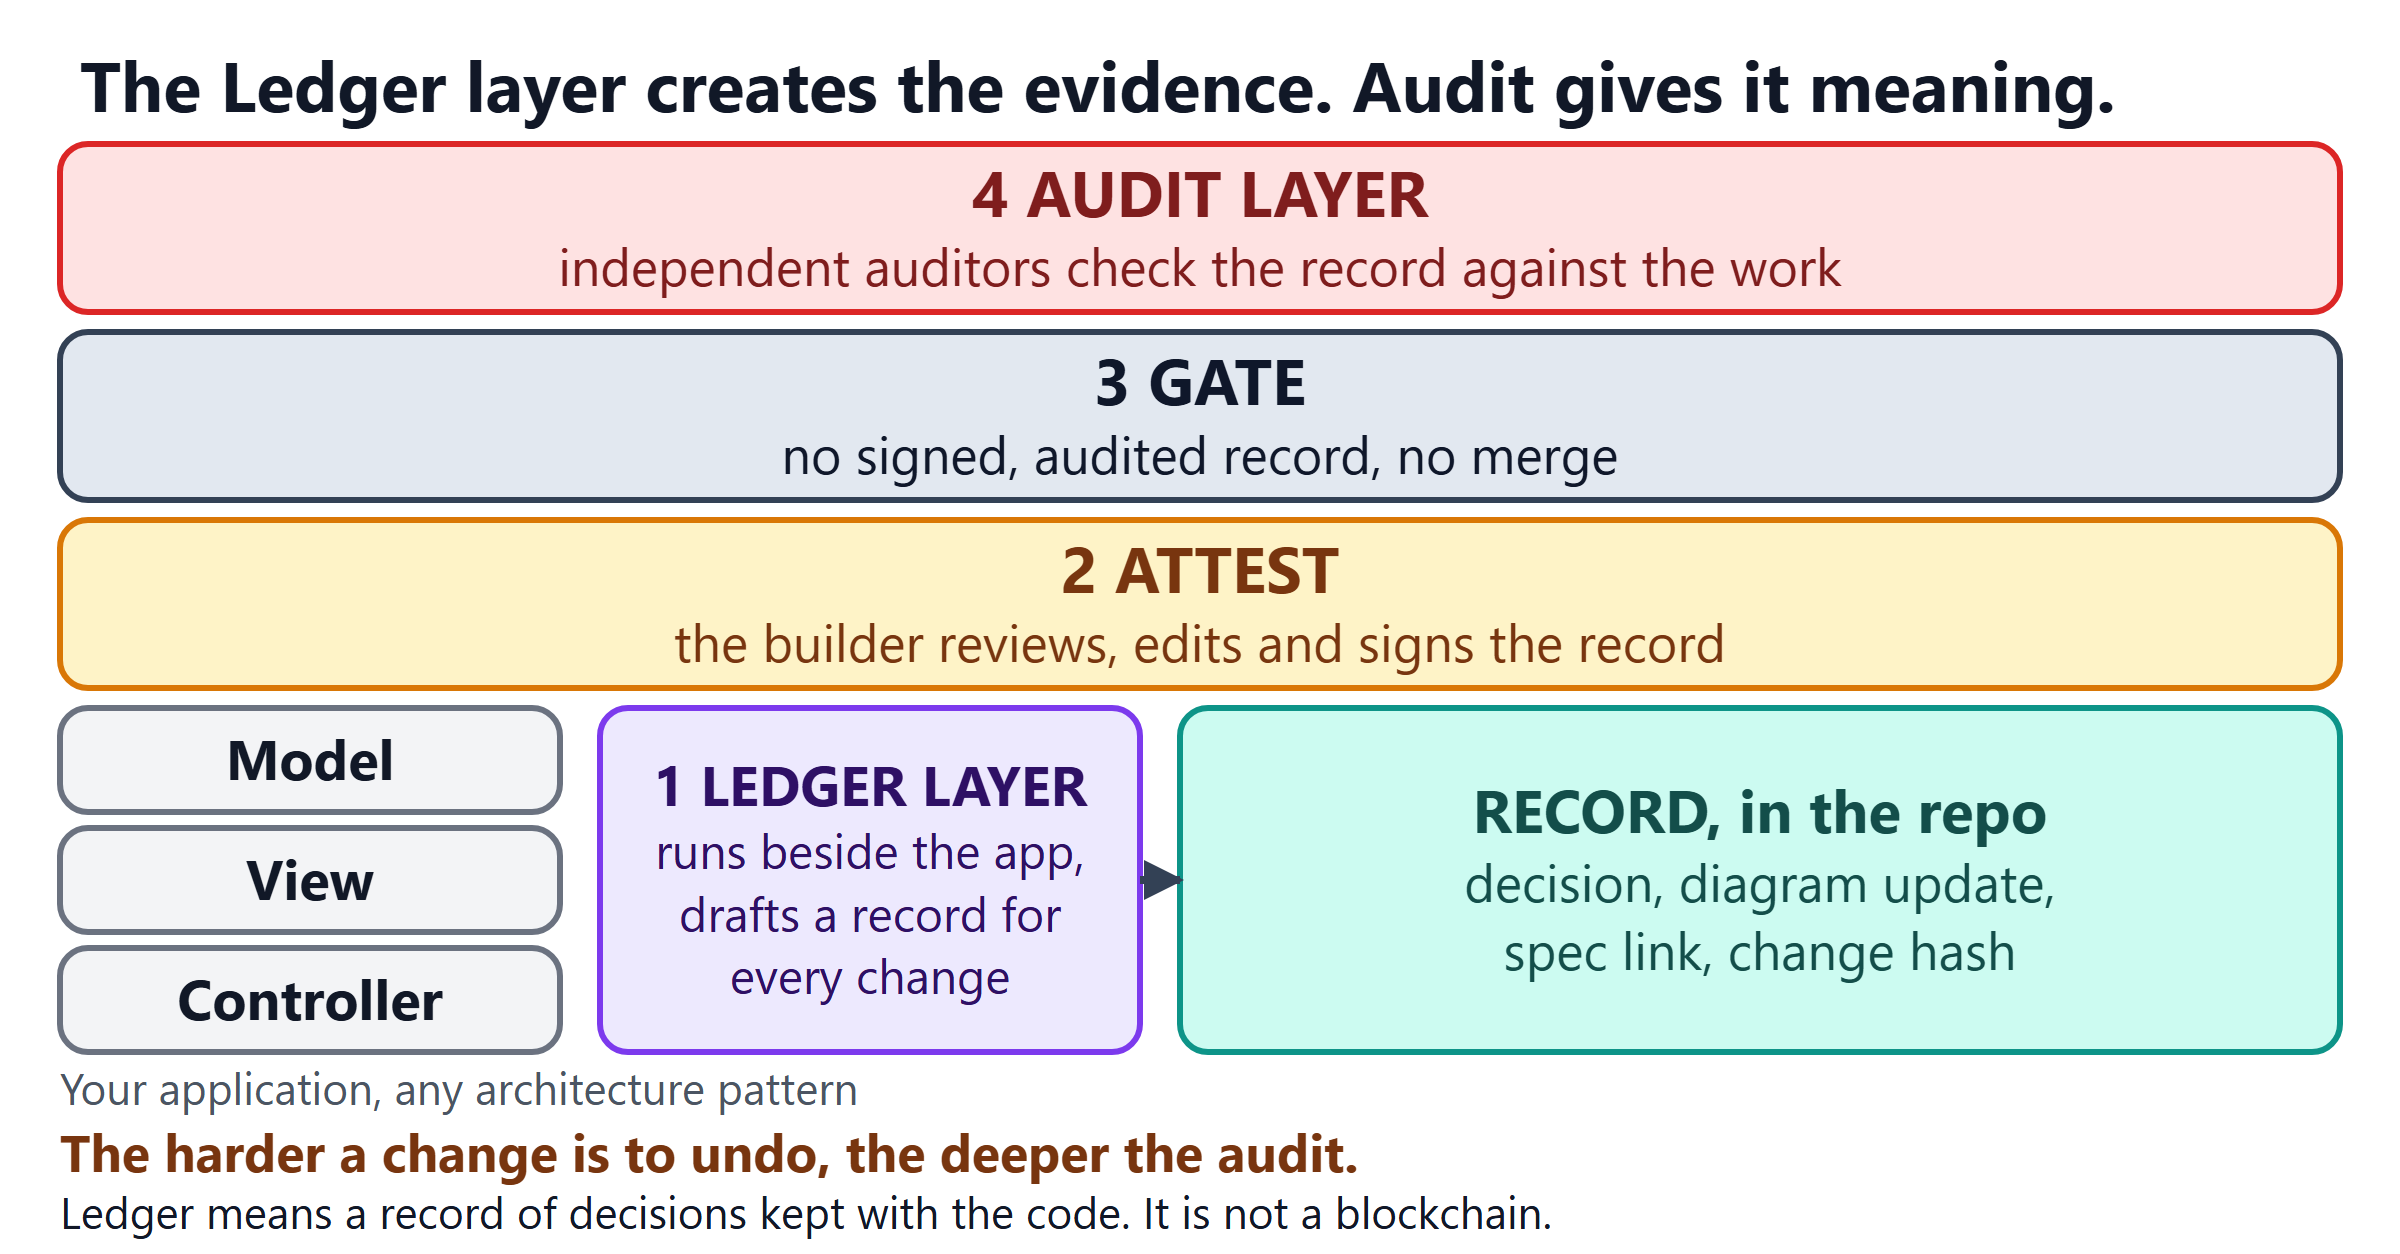 The Ledger layer creates the evidence. Audit gives it meaning.
4 AUDIT LAYER
independent auditors check the record against the work
3 GATE
no signed, audited record, no merge
2 ATTEST
the builder reviews, edits and signs the record
Model
View
Controller
1 LEDGER LAYER
runs beside the app,
drafts a record for
every change
RECORD, in the repo
decision, diagram update,
spec link, change hash
Your application, any architecture pattern
The harder a change is to undo, the deeper the audit.
Ledger means a record of decisions kept with the code. It is not a blockchain.